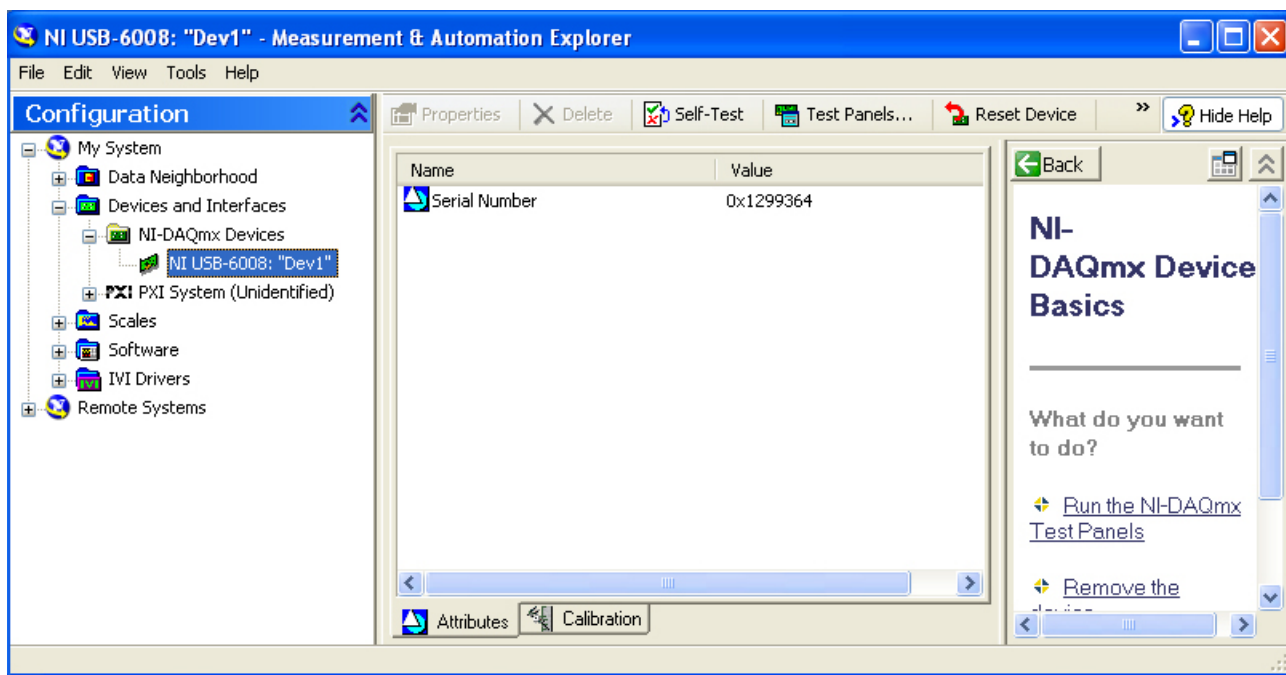 NI USB-6008: "Dev1" - Measurement & Automation Explorer
File Edit View Tools Help
Configuration
My System
Data Neighborhood
Devices and Interfaces
NI-DAQmx Devices
NI USB-6008: "Dev1"
PXI PXI System (Unidentified)
Scales
Software
IVI IVI Drivers
Remote Systems
Properties Delete Self-Test Test Panels... Reset Device » Hide Help
Name Value
Serial Number 0x1299364
Attributes Calibration
Back
NI-
DAQmx Device
Basics
What do you want
to do?
Run the NI-DAQmx
Test Panels
Remove the